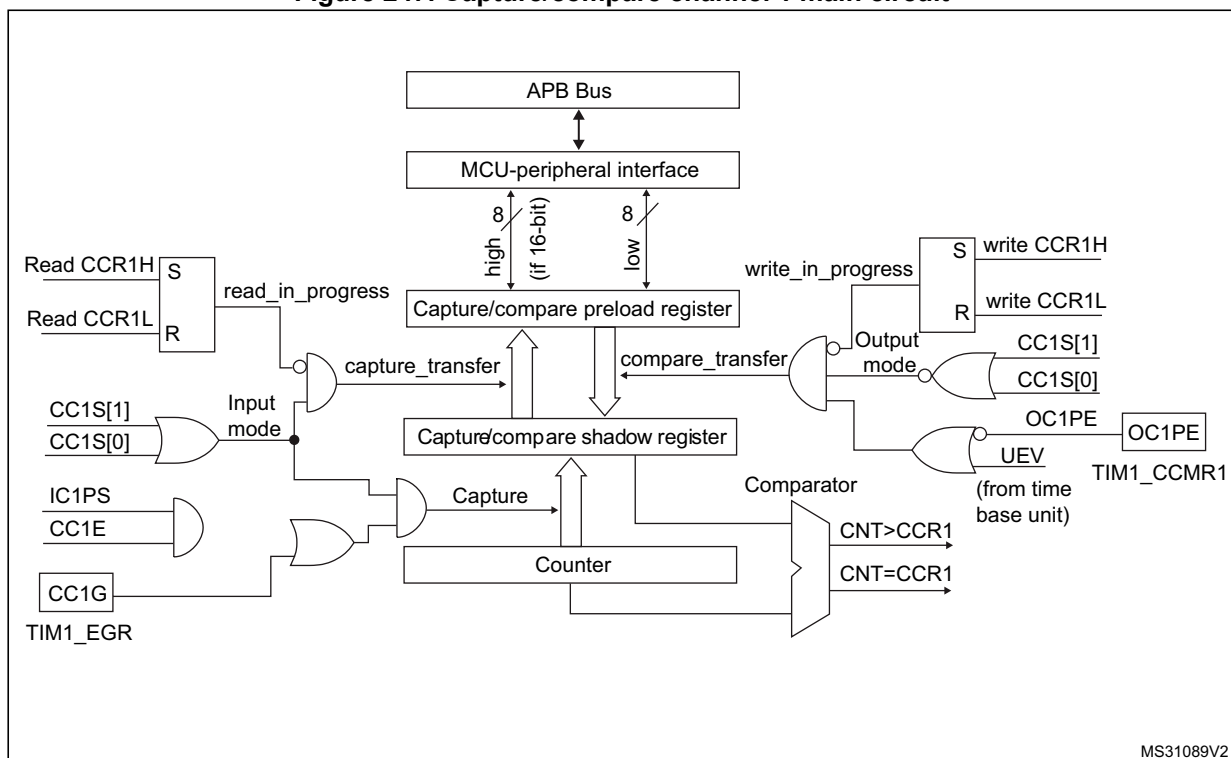 Figure 247. Capture/compare channel 1 main circuit
APB Bus
MCU-peripheral interface
8
high
(if 16-bit)
8
low
Read CCR1H
S
read_in_progress
Read CCR1L
R
write_in_progress
S
write CCR1H
R
write CCR1L
Capture/compare preload register
capture_transfer
compare_transfer
Output
mode
CC1S[1]
CC1S[0]
CC1S[1]
CC1S[0]
Input
mode
Capture/compare shadow register
OC1PE
OC1PE
UEV
TIM1_CCMR1
(from time
base unit)
IC1PS
CC1E
Capture
Comparator
CNT>CCR1
Counter
CNT=CCR1
CC1G
TIM1_EGR
MS31089V2